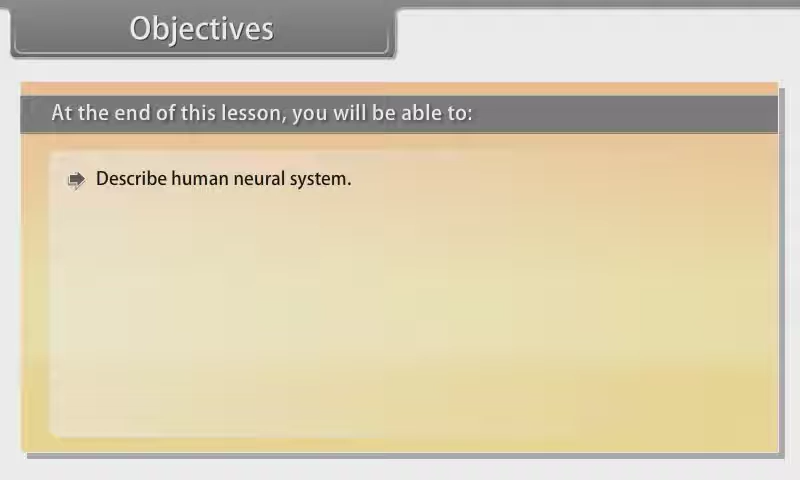 Objectives
At the end of this lesson, you will be able to:
Describe human neural system.